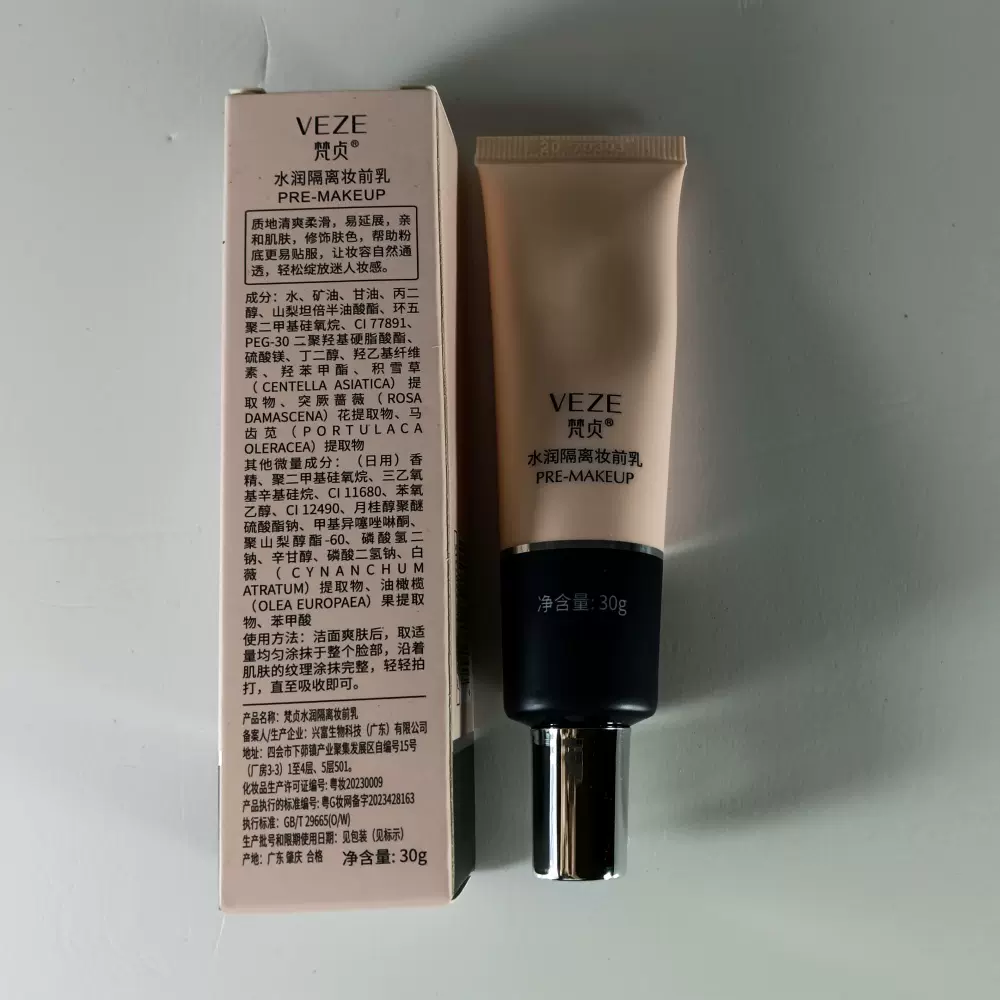 VEZE
梵贞®
水润隔离妆前乳
PRE-MAKEUP
质地清爽柔滑，易延展，亲
和肌肤，修饰肤色，帮助粉
底更易贴服，让妆容自然通
透，轻松绽放迷人妆感。
成分：水、矿油、甘油、丙二
醇、山梨坦倍半油酸酯、环五
聚二甲基硅氧烷、CI 77891、
PEG-30 二聚羟基硬脂酸酯、
硫酸镁、丁二醇、羟乙基纤维
素、羟苯甲酯、积雪草
（CENTELLA ASIATICA）提
取物、突厥蔷薇（ROSA
DAMASCENA）花提取物、马
齿苋（PORTULACA
OLERACEA）提取物
其他微量成分：（日用）香
精、聚二甲基硅氧烷、三乙氧
基辛基硅烷、CI 11680、苯氧
乙醇、CI 12490、月桂醇聚醚
硫酸酯钠、甲基异噻唑啉酮、
聚山梨醇酯-60、磷酸氢二
钠、辛甘醇、磷酸二氢钠、白
薇（CYNANCHUM
ATRATUM）提取物、油橄榄
（OLEA EUROPAEA）果提取
物、苯甲酸
使用方法：洁面爽肤后，取适
量均匀涂抹于整个脸部，沿着
肌肤的纹理涂抹完整，轻轻拍
打，直至吸收即可。
产品名称：梵贞水润隔离妆前乳
备案人/生产企业：兴富生物科技（广东）有限公司
地址：四会市下茆镇产业聚集发展区自编号15号
（厂房3-3）1至4层、5层501。
化妆品生产许可证编号：粤妆20230009
产品执行的标准编号：粤G妆网备字2023428163
执行标准：GB/T 29665(O/W)
生产批号和限期使用日期：见包装（见标示）
产地：广东 肇庆 合格 净含量: 30g
VEZE
梵贞®
水润隔离妆前乳
PRE-MAKEUP
净含量: 30g